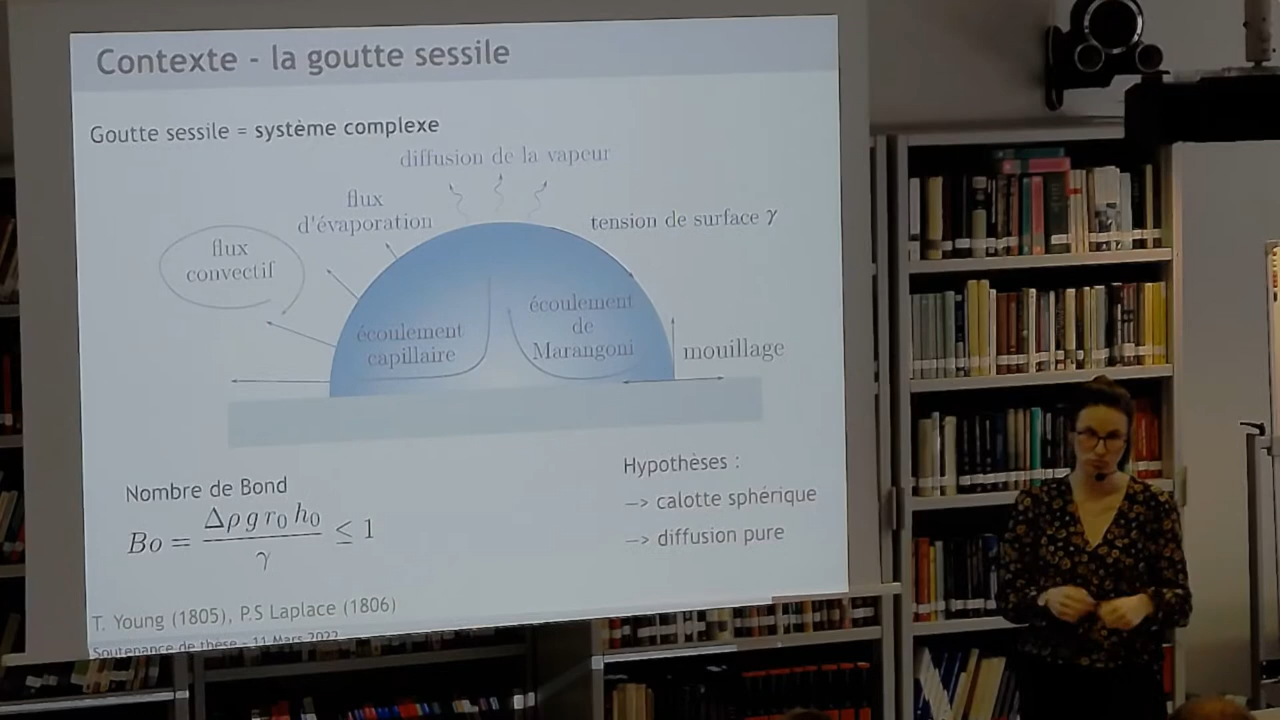 Contexte - la goutte sessile
Goutte sessile = système complexe
diffusion de la vapeur
flux
d'évaporation
tension de surface γ
flux
convectif
écoulement
capillaire
écoulement
de
Marangoni
mouillage
Nombre de Bond
Bo = Δρ g r₀ h₀ / γ ≤ 1
Hypothèses :
—> calotte sphérique
—> diffusion pure
T. Young (1805), P.S Laplace (1806)
Soutenance de thèse - 11 Mars 2022